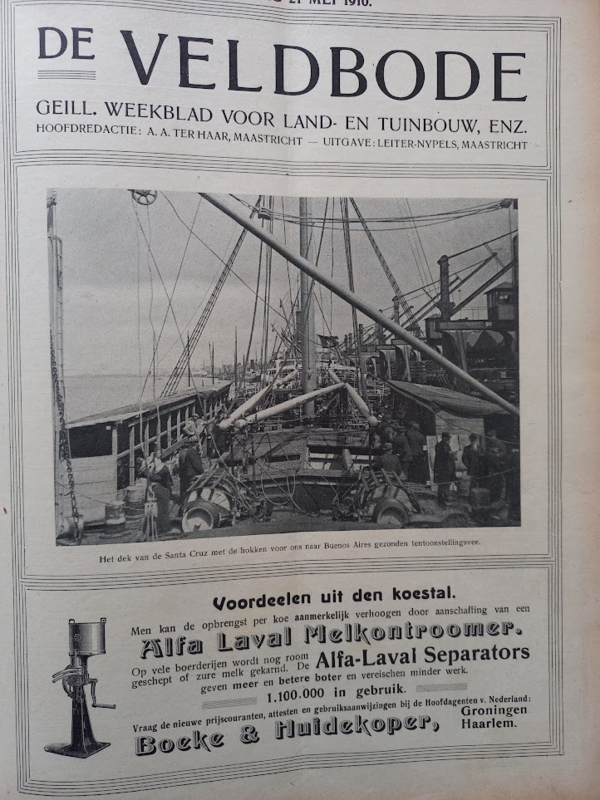 21 MEI 1910.
DE VELDBODE
GEILL. WEEKBLAD VOOR LAND- EN TUINBOUW, ENZ.
HOOFDREDACTIE: A. A. TER HAAR, MAASTRICHT — UITGAVE: LEITER-NYPELS, MAASTRICHT
Het dek van de Santa Cruz met de hokken voor ons naar Buenos Aires gezonden tentoonstellingsvee.
Voordeelen uit den koestal.
Men kan de opbrengst per koe aanmerkelijk verhoogen door aanschaffing van een
Alfa Laval Melkontroomer.
Op vele boerderijen wordt nog room
geschept of zure melk gekarnd. De Alfa-Laval Separators
geven meer en betere boter en vereischen minder werk.
1.100.000 in gebruik.
Vraag de nieuwe prijscouranten, attesten en gebruiksaanwijzingen bij de Hoofdagenten v. Nederland:
Boeke & Huidekoper, Groningen
Haarlem.